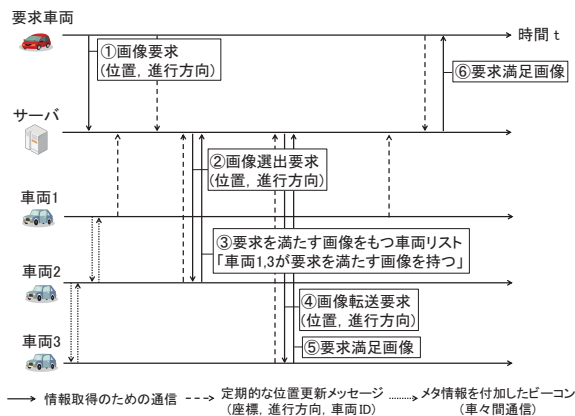 要求車両
時間 t
①画像要求
(位置, 進行方向)
⑥要求満足画像
サーバ
②画像選出要求
(位置, 進行方向)
車両1
③要求を満たす画像をもつ車両リスト
「車両1,3が要求を満たす画像を持つ」
車両2
④画像転送要求
(位置, 進行方向)
車両3
⑤要求満足画像
情報取得のための通信
定期的な位置更新メッセージ
(座標, 進行方向, 車両ID)
メタ情報を付加したビーコン
(車々間通信)